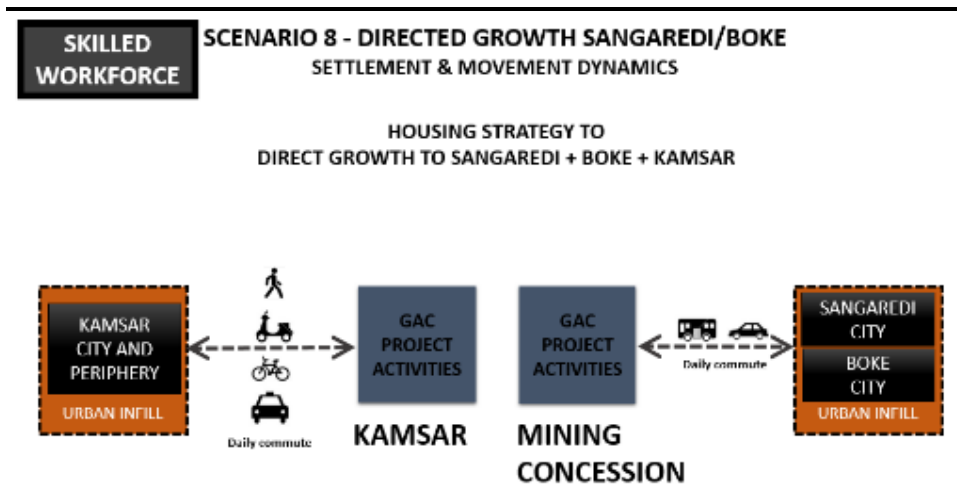 SKILLED
WORKFORCE
SCENARIO 8 - DIRECTED GROWTH SANGAREDI/BOKE
SETTLEMENT & MOVEMENT DYNAMICS
HOUSING STRATEGY TO
DIRECT GROWTH TO SANGAREDI + BOKE + KAMSAR
KAMSAR
CITY AND
PERIPHERY
URBAN INFILL
Daily commute
GAC
PROJECT
ACTIVITIES
KAMSAR
GAC
PROJECT
ACTIVITIES
MINING
CONCESSION
Daily commute
SANGAREDI
CITY
BOKE
CITY
URBAN INFILL